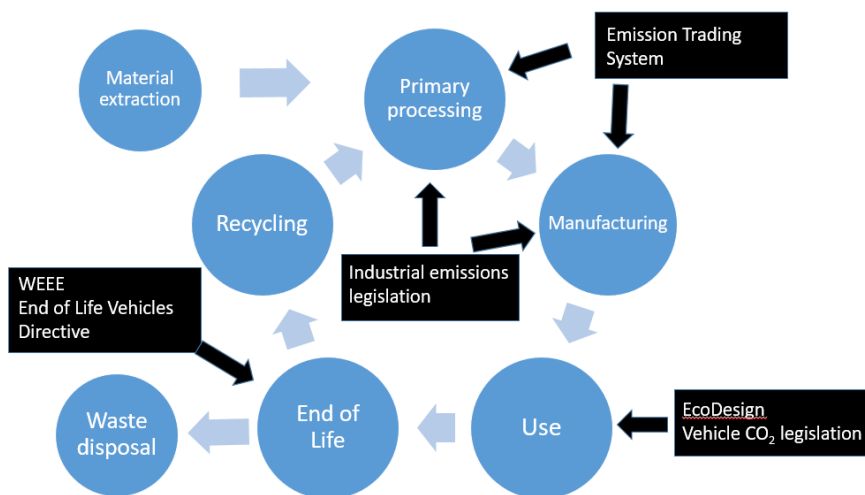 Material
extraction
Primary
processing
Emission Trading
System
Recycling
Manufacturing
Industrial emissions
legislation
WEEE
End of Life Vehicles
Directive
Waste
disposal
End of
Life
Use
EcoDesign
Vehicle CO₂ legislation